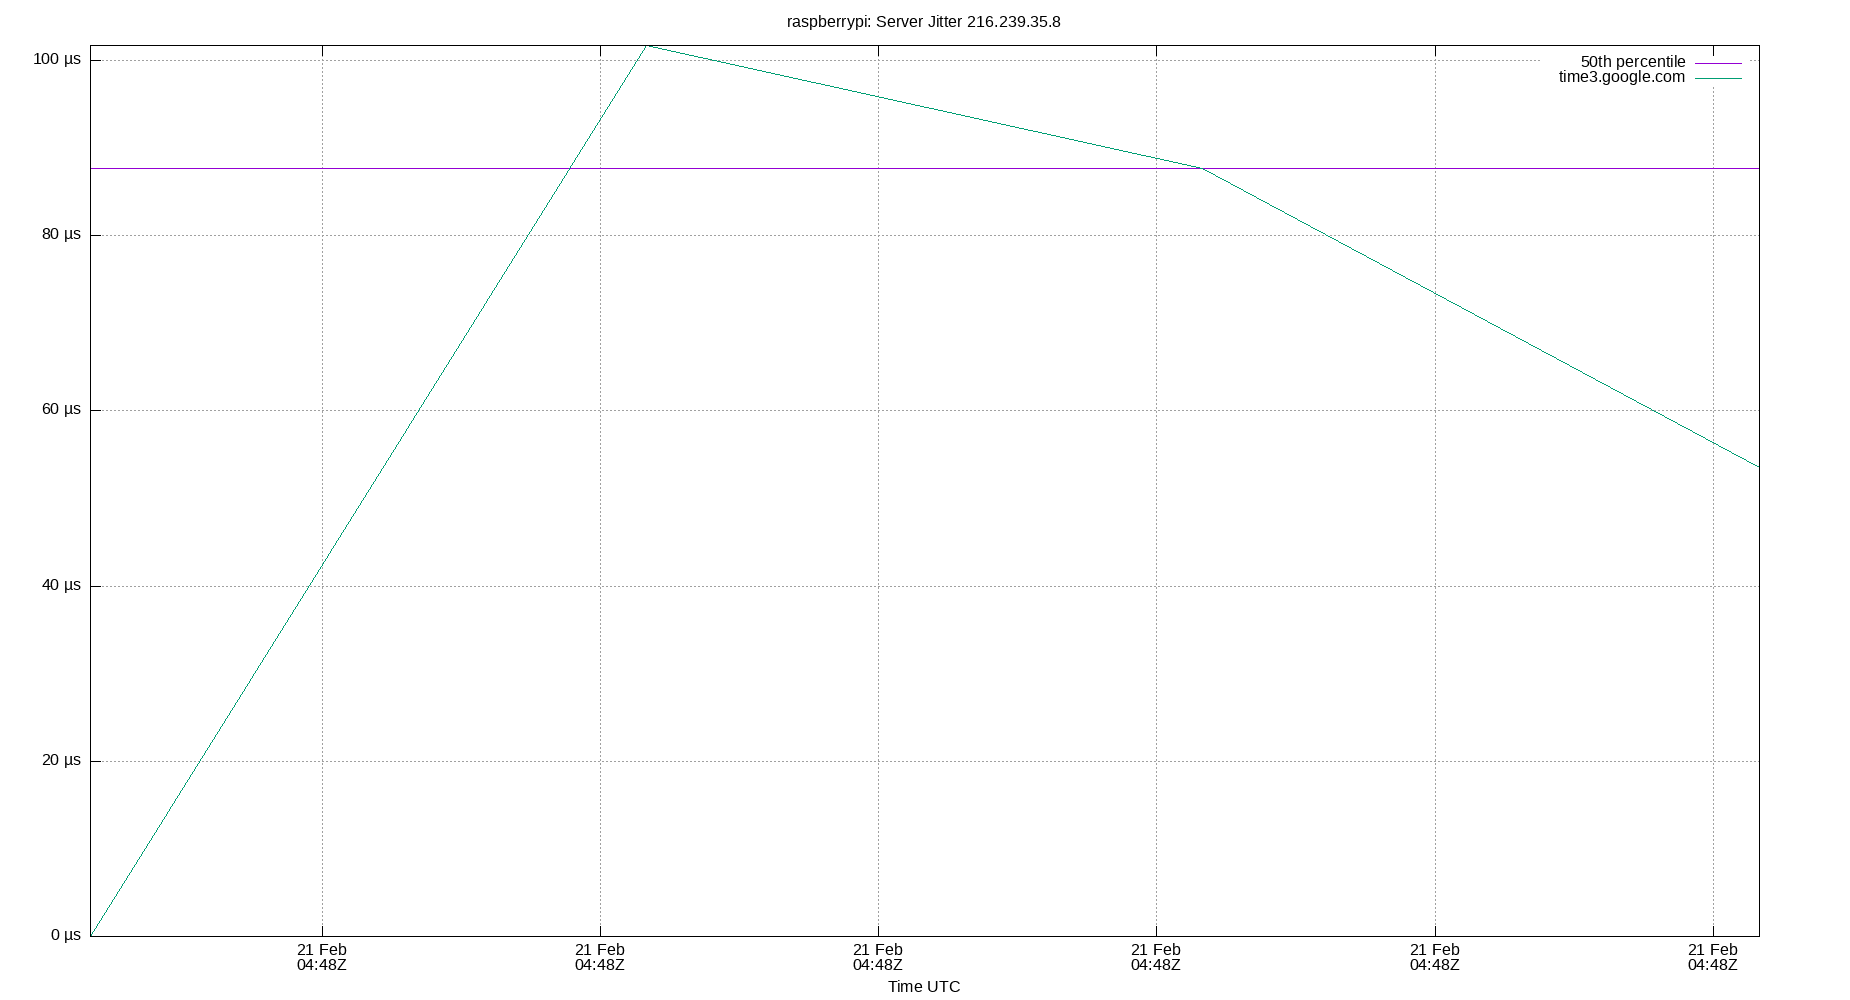 raspberrypi: Server Jitter 216.239.35.8
100 µs
80 µs
60 µs
40 µs
20 µs
0 µs
50th percentile
time3.google.com
21 Feb 21 Feb 21 Feb 21 Feb 21 Feb 21 Feb
04:48Z 04:48Z 04:48Z 04:48Z 04:48Z 04:48Z
Time UTC